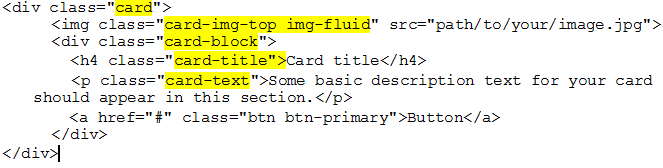 <div class="card">
<img class="card-img-top img-fluid" src="path/to/your/image.jpg">
<div class="card-block">
<h4 class="card-title">Card title</h4>
<p class="card-text">Some basic description text for your card
should appear in this section.</p>
<a href="#" class="btn btn-primary">Button</a>
</div>
</div>